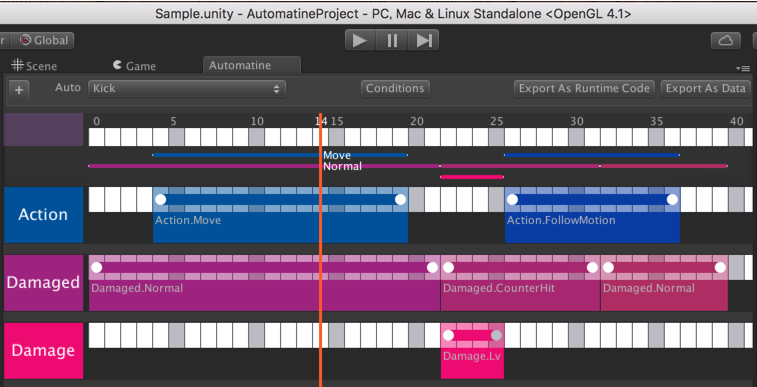 Sample.unity - AutomatineProject - PC, Mac & Linux Standalone <OpenGL 4.1>
r Global
Scene Game Automatine
+ Auto Kick Conditions Export As Runtime Code Export As Data
0 5 10 14 15 20 25 30 35 40
Move
Normal
Action
Action.Move Action.FollowMotion
Damaged
Damaged.Normal Damaged.CounterHit Damaged.Normal
Damage
Damage.Lv